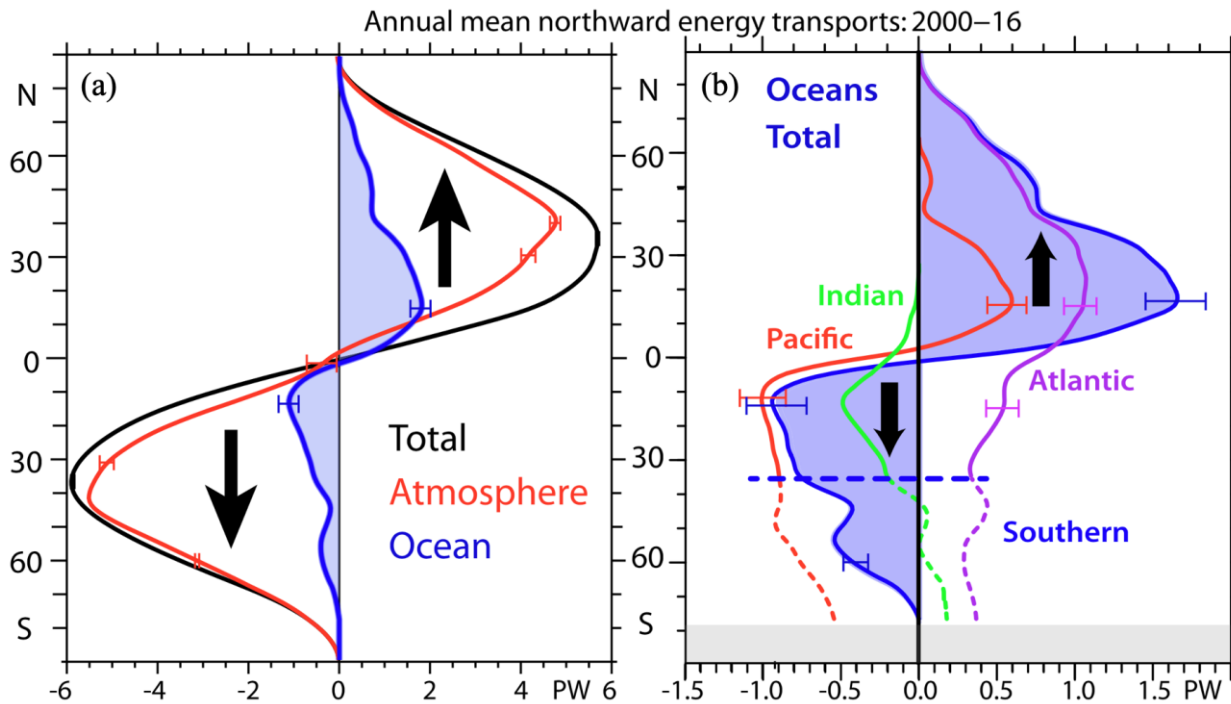 Annual mean northward energy transports: 2000–16
(a)
N
60
30
0
30
60
S
Total
Atmosphere
Ocean
-6 -4 -2 0 2 4 PW 6
(b)
Oceans
Total
N
60
30
0
30
60
S
Indian
Pacific
Atlantic
Southern
-1.5 -1.0 -0.5 0.0 0.5 1.0 1.5 PW